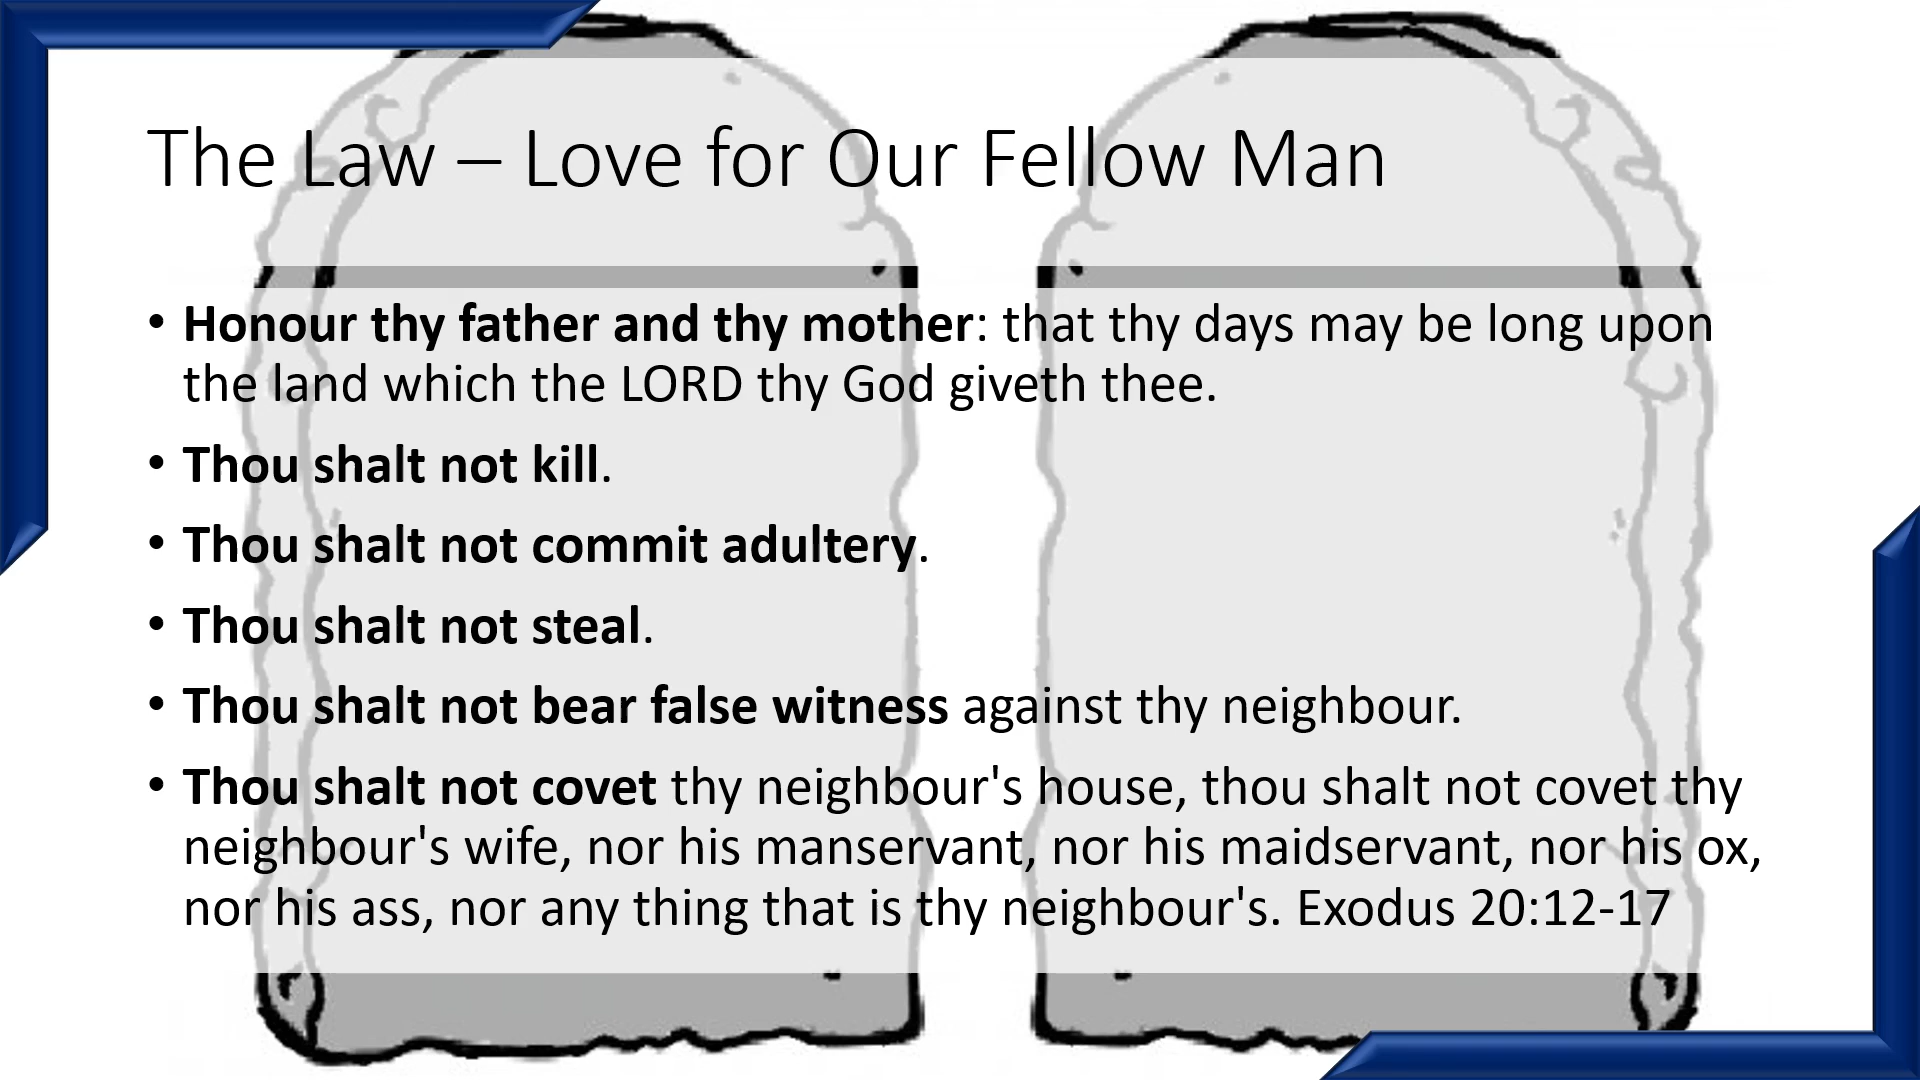 The Law – Love for Our Fellow Man
• Honour thy father and thy mother: that thy days may be long upon
the land which the LORD thy God giveth thee.
• Thou shalt not kill.
• Thou shalt not commit adultery.
• Thou shalt not steal.
• Thou shalt not bear false witness against thy neighbour.
• Thou shalt not covet thy neighbour's house, thou shalt not covet thy
neighbour's wife, nor his manservant, nor his maidservant, nor his ox,
nor his ass, nor any thing that is thy neighbour's. Exodus 20:12-17